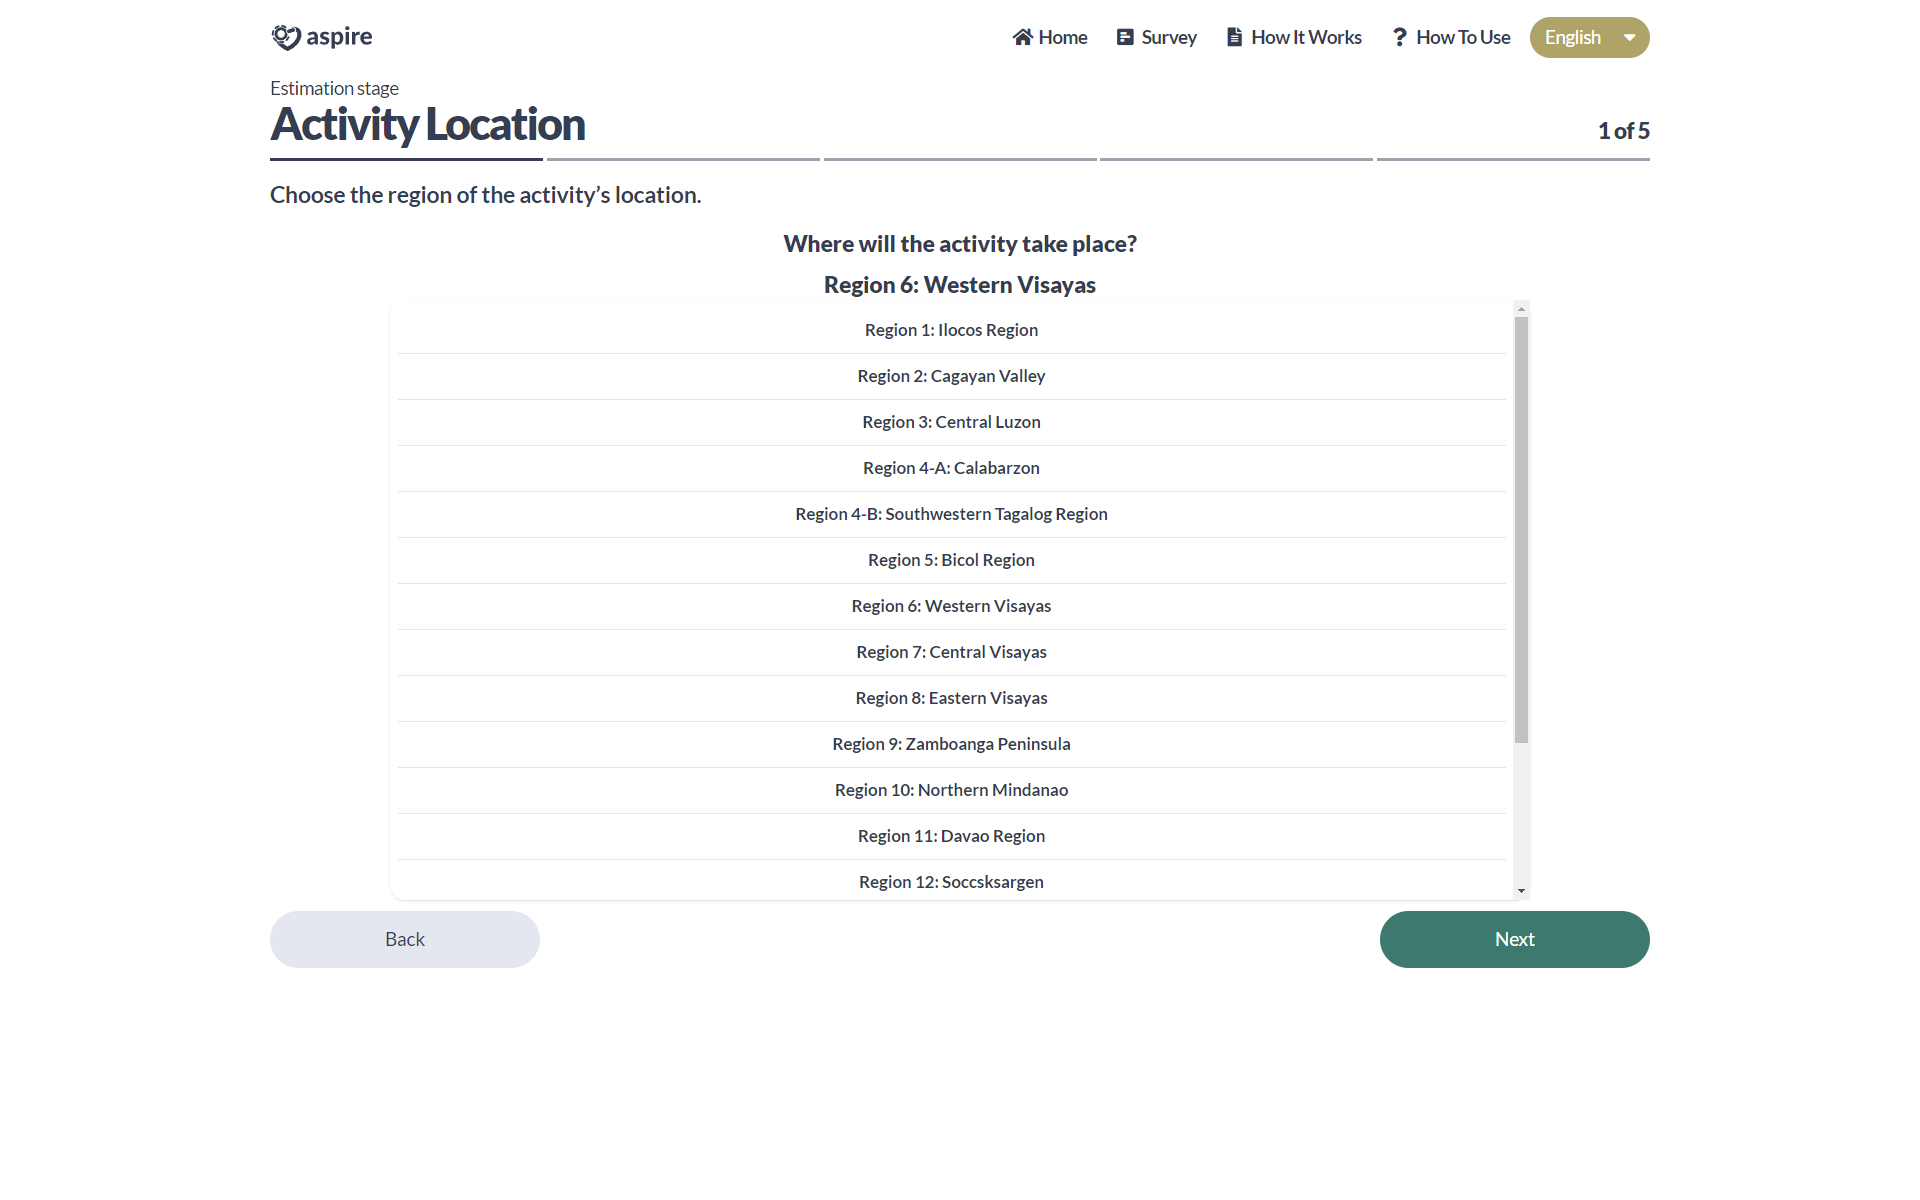 aspire
Home
Survey
How It Works
How To Use
English
Estimation stage
Activity Location
1 of 5
Choose the region of the activity’s location.
Where will the activity take place?
Region 6: Western Visayas
Region 1: Ilocos Region
Region 2: Cagayan Valley
Region 3: Central Luzon
Region 4-A: Calabarzon
Region 4-B: Southwestern Tagalog Region
Region 5: Bicol Region
Region 6: Western Visayas
Region 7: Central Visayas
Region 8: Eastern Visayas
Region 9: Zamboanga Peninsula
Region 10: Northern Mindanao
Region 11: Davao Region
Region 12: Soccsksargen
Back
Next